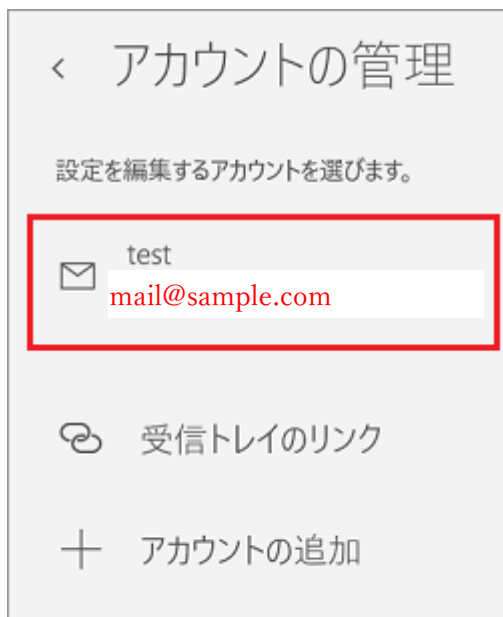 アカウントの管理
設定を編集するアカウントを選びます。
test
mail@sample.com
受信トレイのリンク
アカウントの追加